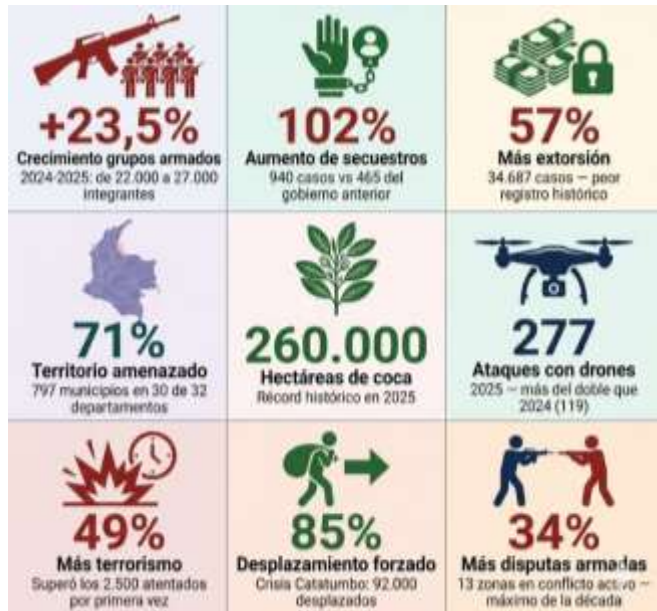 +23,5%
Crecimiento grupos armados
2024-2025: de 22.000 a 27.000
integrantes
102%
Aumento de secuestros
940 casos vs 465 del
gobierno anterior
57%
Más extorsión
34.687 casos — peor
registro histórico
71%
Territorio amenazado
797 municipios en 30 de 32
departamentos
260.000
Hectáreas de coca
Récord histórico en 2025
277
Ataques con drones
2025 — más del doble que
2024 (119)
49%
Más terrorismo
Superó los 2.500 atentados
por primera vez
85%
Desplazamiento forzado
Crisis Catatumbo: 92.000
desplazados
34%
Más disputas armadas
13 zonas en conflicto activo —
máximo de la década